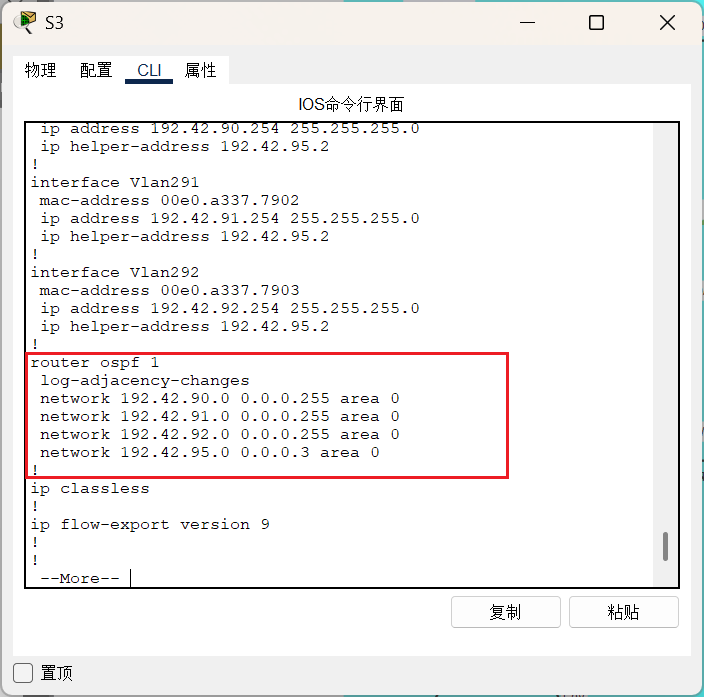 S3
物理 配置 CLI 属性
IOS命令行界面
ip address 192.42.90.254 255.255.255.0
ip helper-address 192.42.95.2
!
interface Vlan291
mac-address 00e0.a337.7902
ip address 192.42.91.254 255.255.255.0
ip helper-address 192.42.95.2
!
interface Vlan292
mac-address 00e0.a337.7903
ip address 192.42.92.254 255.255.255.0
ip helper-address 192.42.95.2
!
router ospf 1
log-adjacency-changes
network 192.42.90.0 0.0.0.255 area 0
network 192.42.91.0 0.0.0.255 area 0
network 192.42.92.0 0.0.0.255 area 0
network 192.42.95.0 0.0.0.3 area 0
!
ip classless
!
ip flow-export version 9
!
!
--More--
复制 粘贴
置顶